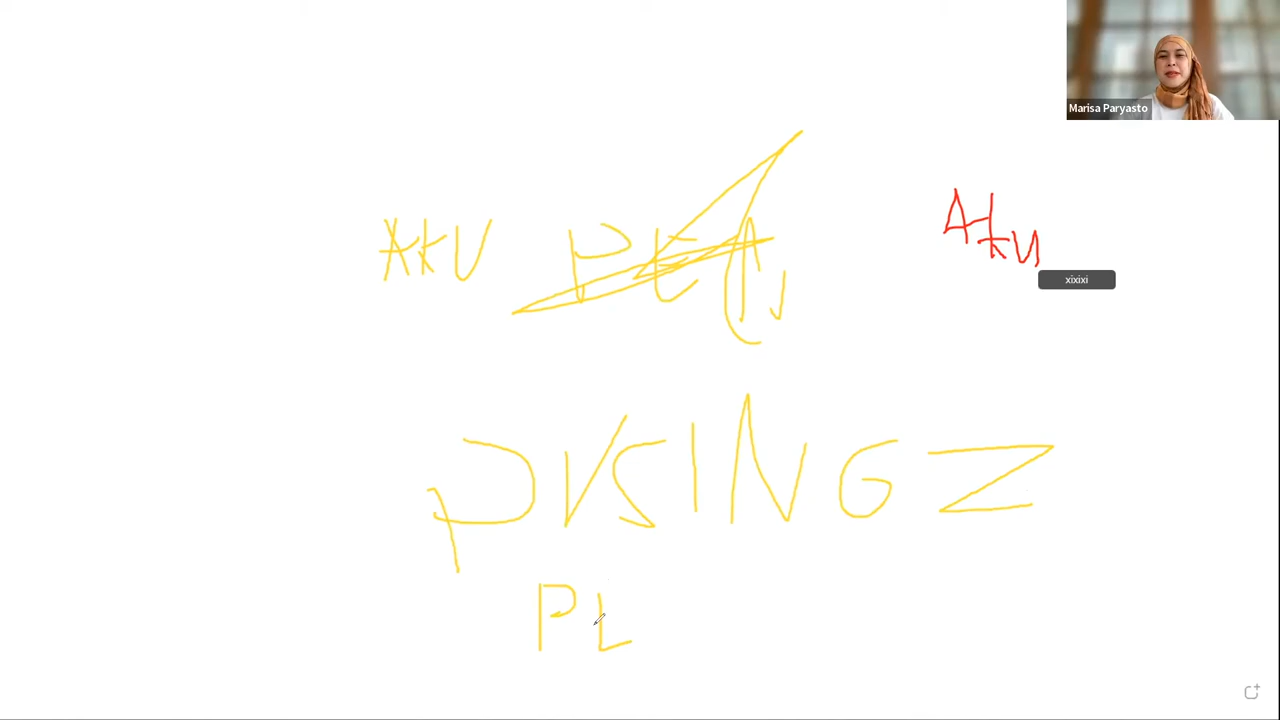 Marisa Paryasto
AKU
AKU
xixixi
PUSINGZ
PL